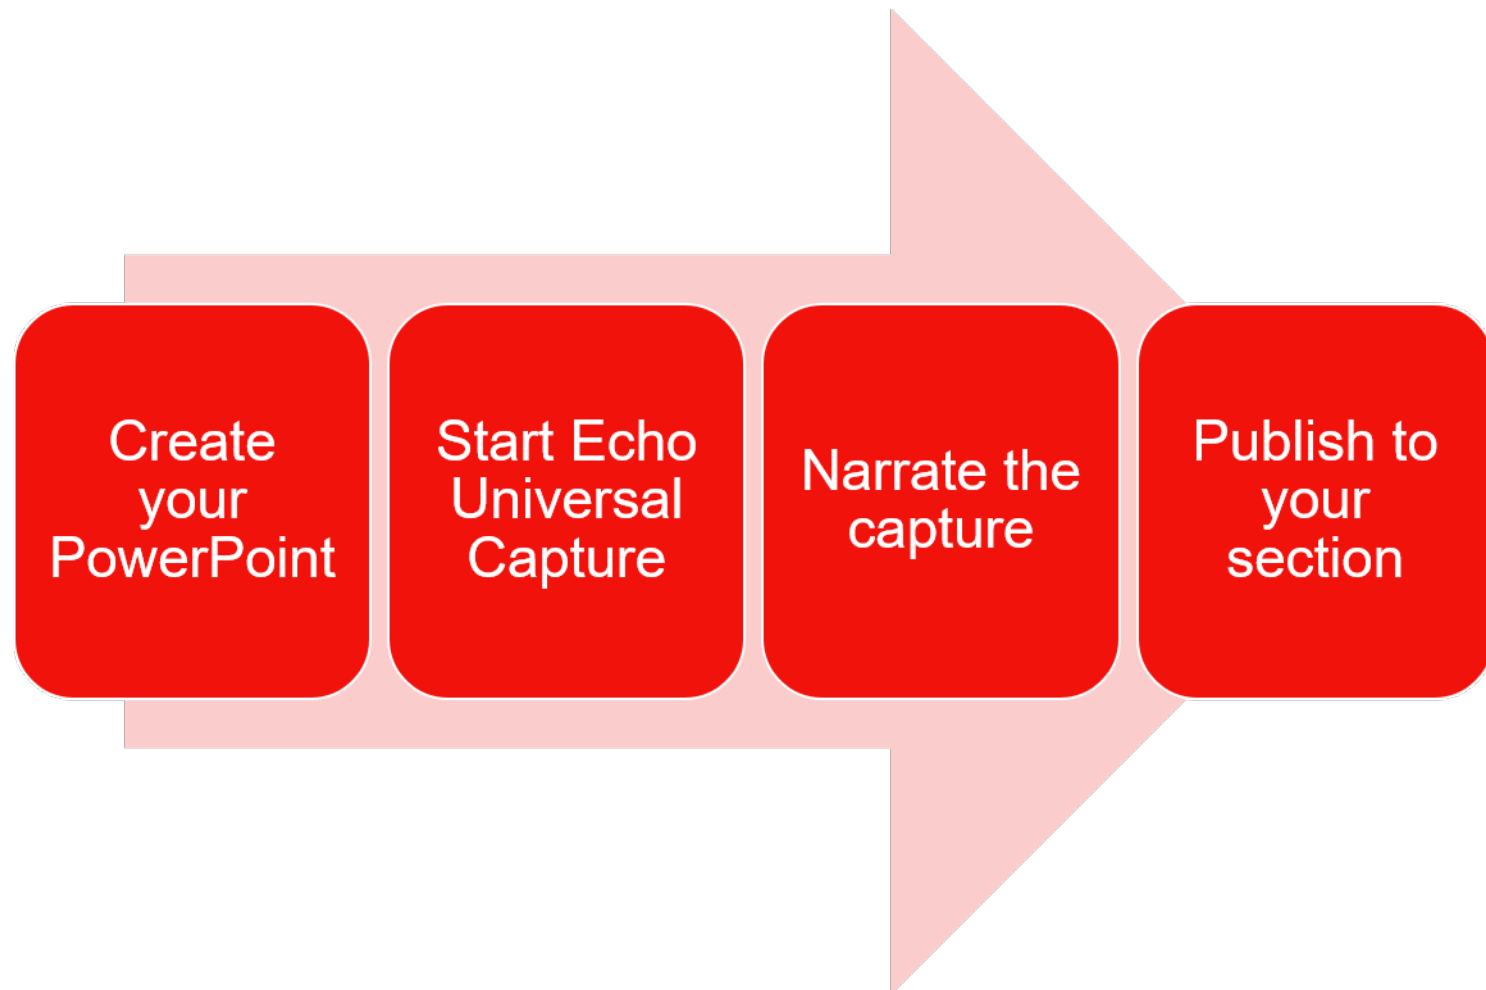 Create
your
PowerPoint
Start Echo
Universal
Capture
Narrate the
capture
Publish to
your
section